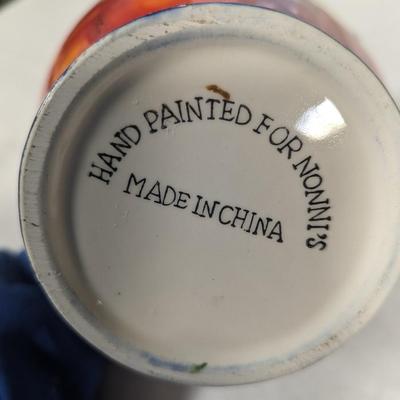 HAND PAINTED FOR NONNI'S
MADE IN CHINA